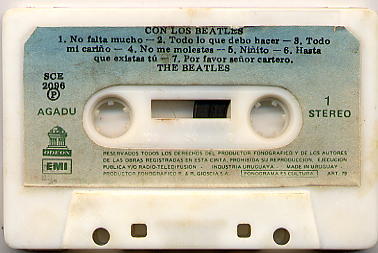 CON LOS BEATLES
1. No falta mucho — 2. Todo lo que debo hacer — 3. Todo
mi cariño — 4. No me molestes — 5. Niñito — 6. Hasta
que existas tú — 7. Por favor señor cartero.
THE BEATLES
SCE
2096
P
AGADU
1
STEREO
ODEON
EMI
RESERVADOS TODOS LOS DERECHOS DEL PRODUCTOR FONOGRAFICO Y DE LOS AUTORES
DE LAS OBRAS REGISTRADAS EN ESTA CINTA. PROHIBIDA SU REPRODUCCION, EJECUCION
PUBLICA Y/O RADIO-TELEDIFUSION - INDUSTRIA URUGUAYA - MADE IN URUGUAY -
PRODUCTOR FONOGRAFICO R. & R. GIOSCIA S.A. FONOGRAMA ES CULTURA ART. 79